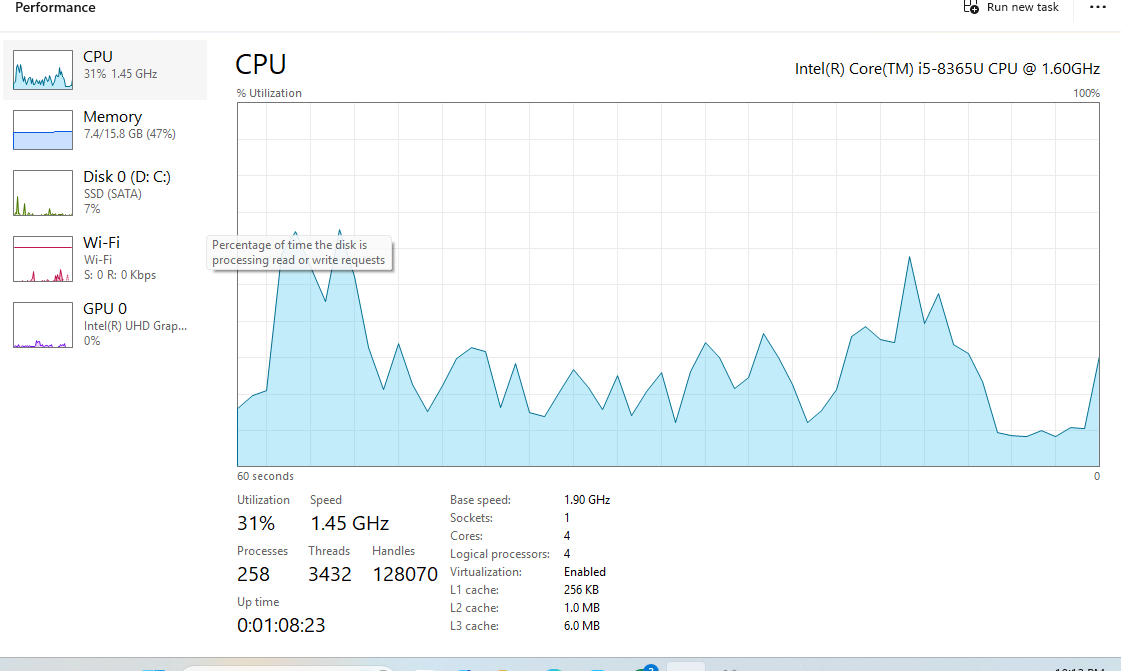 Performance
Run new task
CPU
31% 1.45 GHz
Memory
7.4/15.8 GB (47%)
Disk 0 (D: C:)
SSD (SATA)
7%
Wi-Fi
Wi-Fi
S: 0 R: 0 Kbps
GPU 0
Intel(R) UHD Grap...
0%
CPU
Intel(R) Core(TM) i5-8365U CPU @ 1.60GHz
% Utilization
100%
Percentage of time the disk is
processing read or write requests
60 seconds
0
Utilization
Speed
31%
1.45 GHz
Processes
Threads
Handles
258
3432
128070
Up time
0:01:08:23
Base speed:
1.90 GHz
Sockets:
1
Cores:
4
Logical processors:
4
Virtualization:
Enabled
L1 cache:
256 KB
L2 cache:
1.0 MB
L3 cache:
6.0 MB